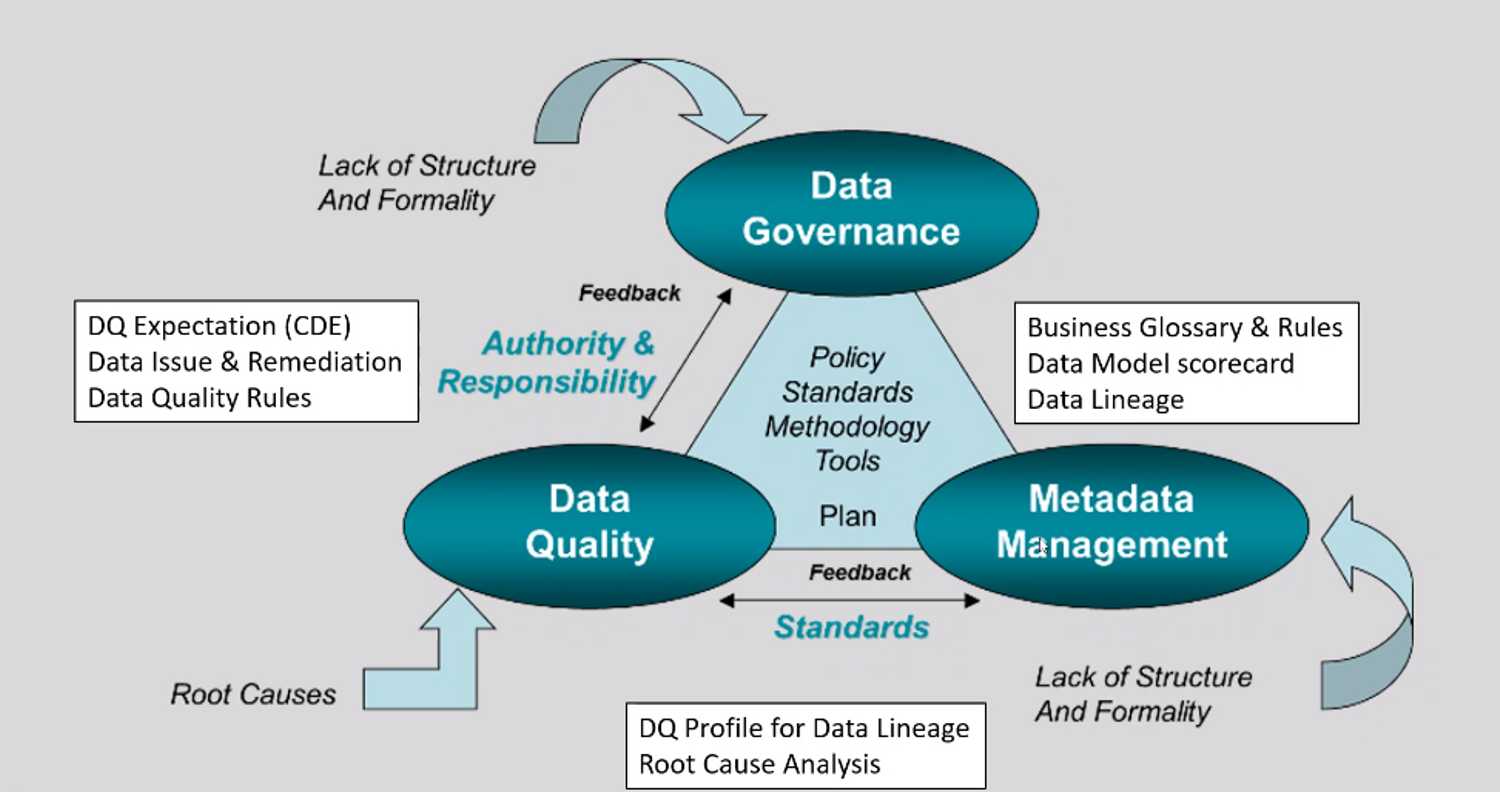 Lack of Structure
And Formality
Data
Governance
Feedback
Authority &
Responsibility
DQ Expectation (CDE)
Data Issue & Remediation
Data Quality Rules
Policy
Standards
Methodology
Tools
Plan
Business Glossary & Rules
Data Model scorecard
Data Lineage
Data
Quality
Metadata
Management
Feedback
Standards
Root Causes
Lack of Structure
And Formality
DQ Profile for Data Lineage
Root Cause Analysis